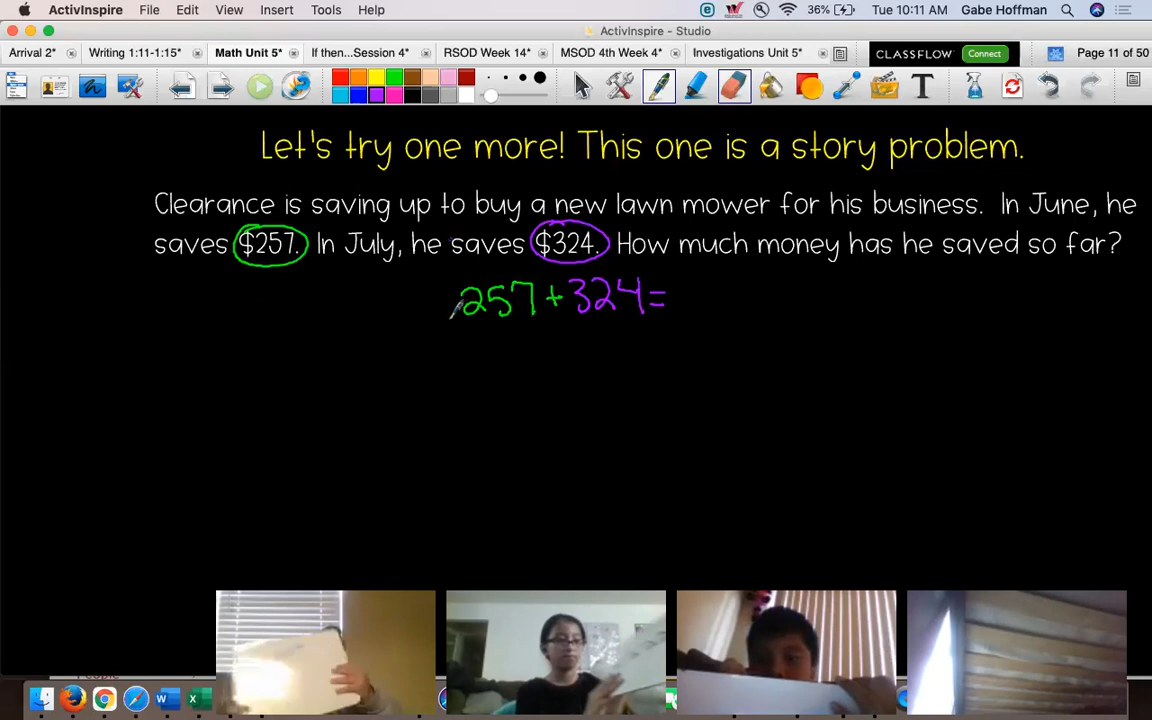 ActivInspire File Edit View Insert Tools Help 36% Tue 10:11 AM Gabe Hoffman
ActivInspire - Studio
Arrival 2* Writing 1:11-1:15* Math Unit 5* If then...Session 4* RSOD Week 14* MSOD 4th Week 4* Investigations Unit 5* CLASSFLOW Connect Page 11 of 50
Let's try one more! This one is a story problem.
Clearance is saving up to buy a new lawn mower for his business. In June, he
saves $257. In July, he saves $324. How much money has he saved so far?
257+324=